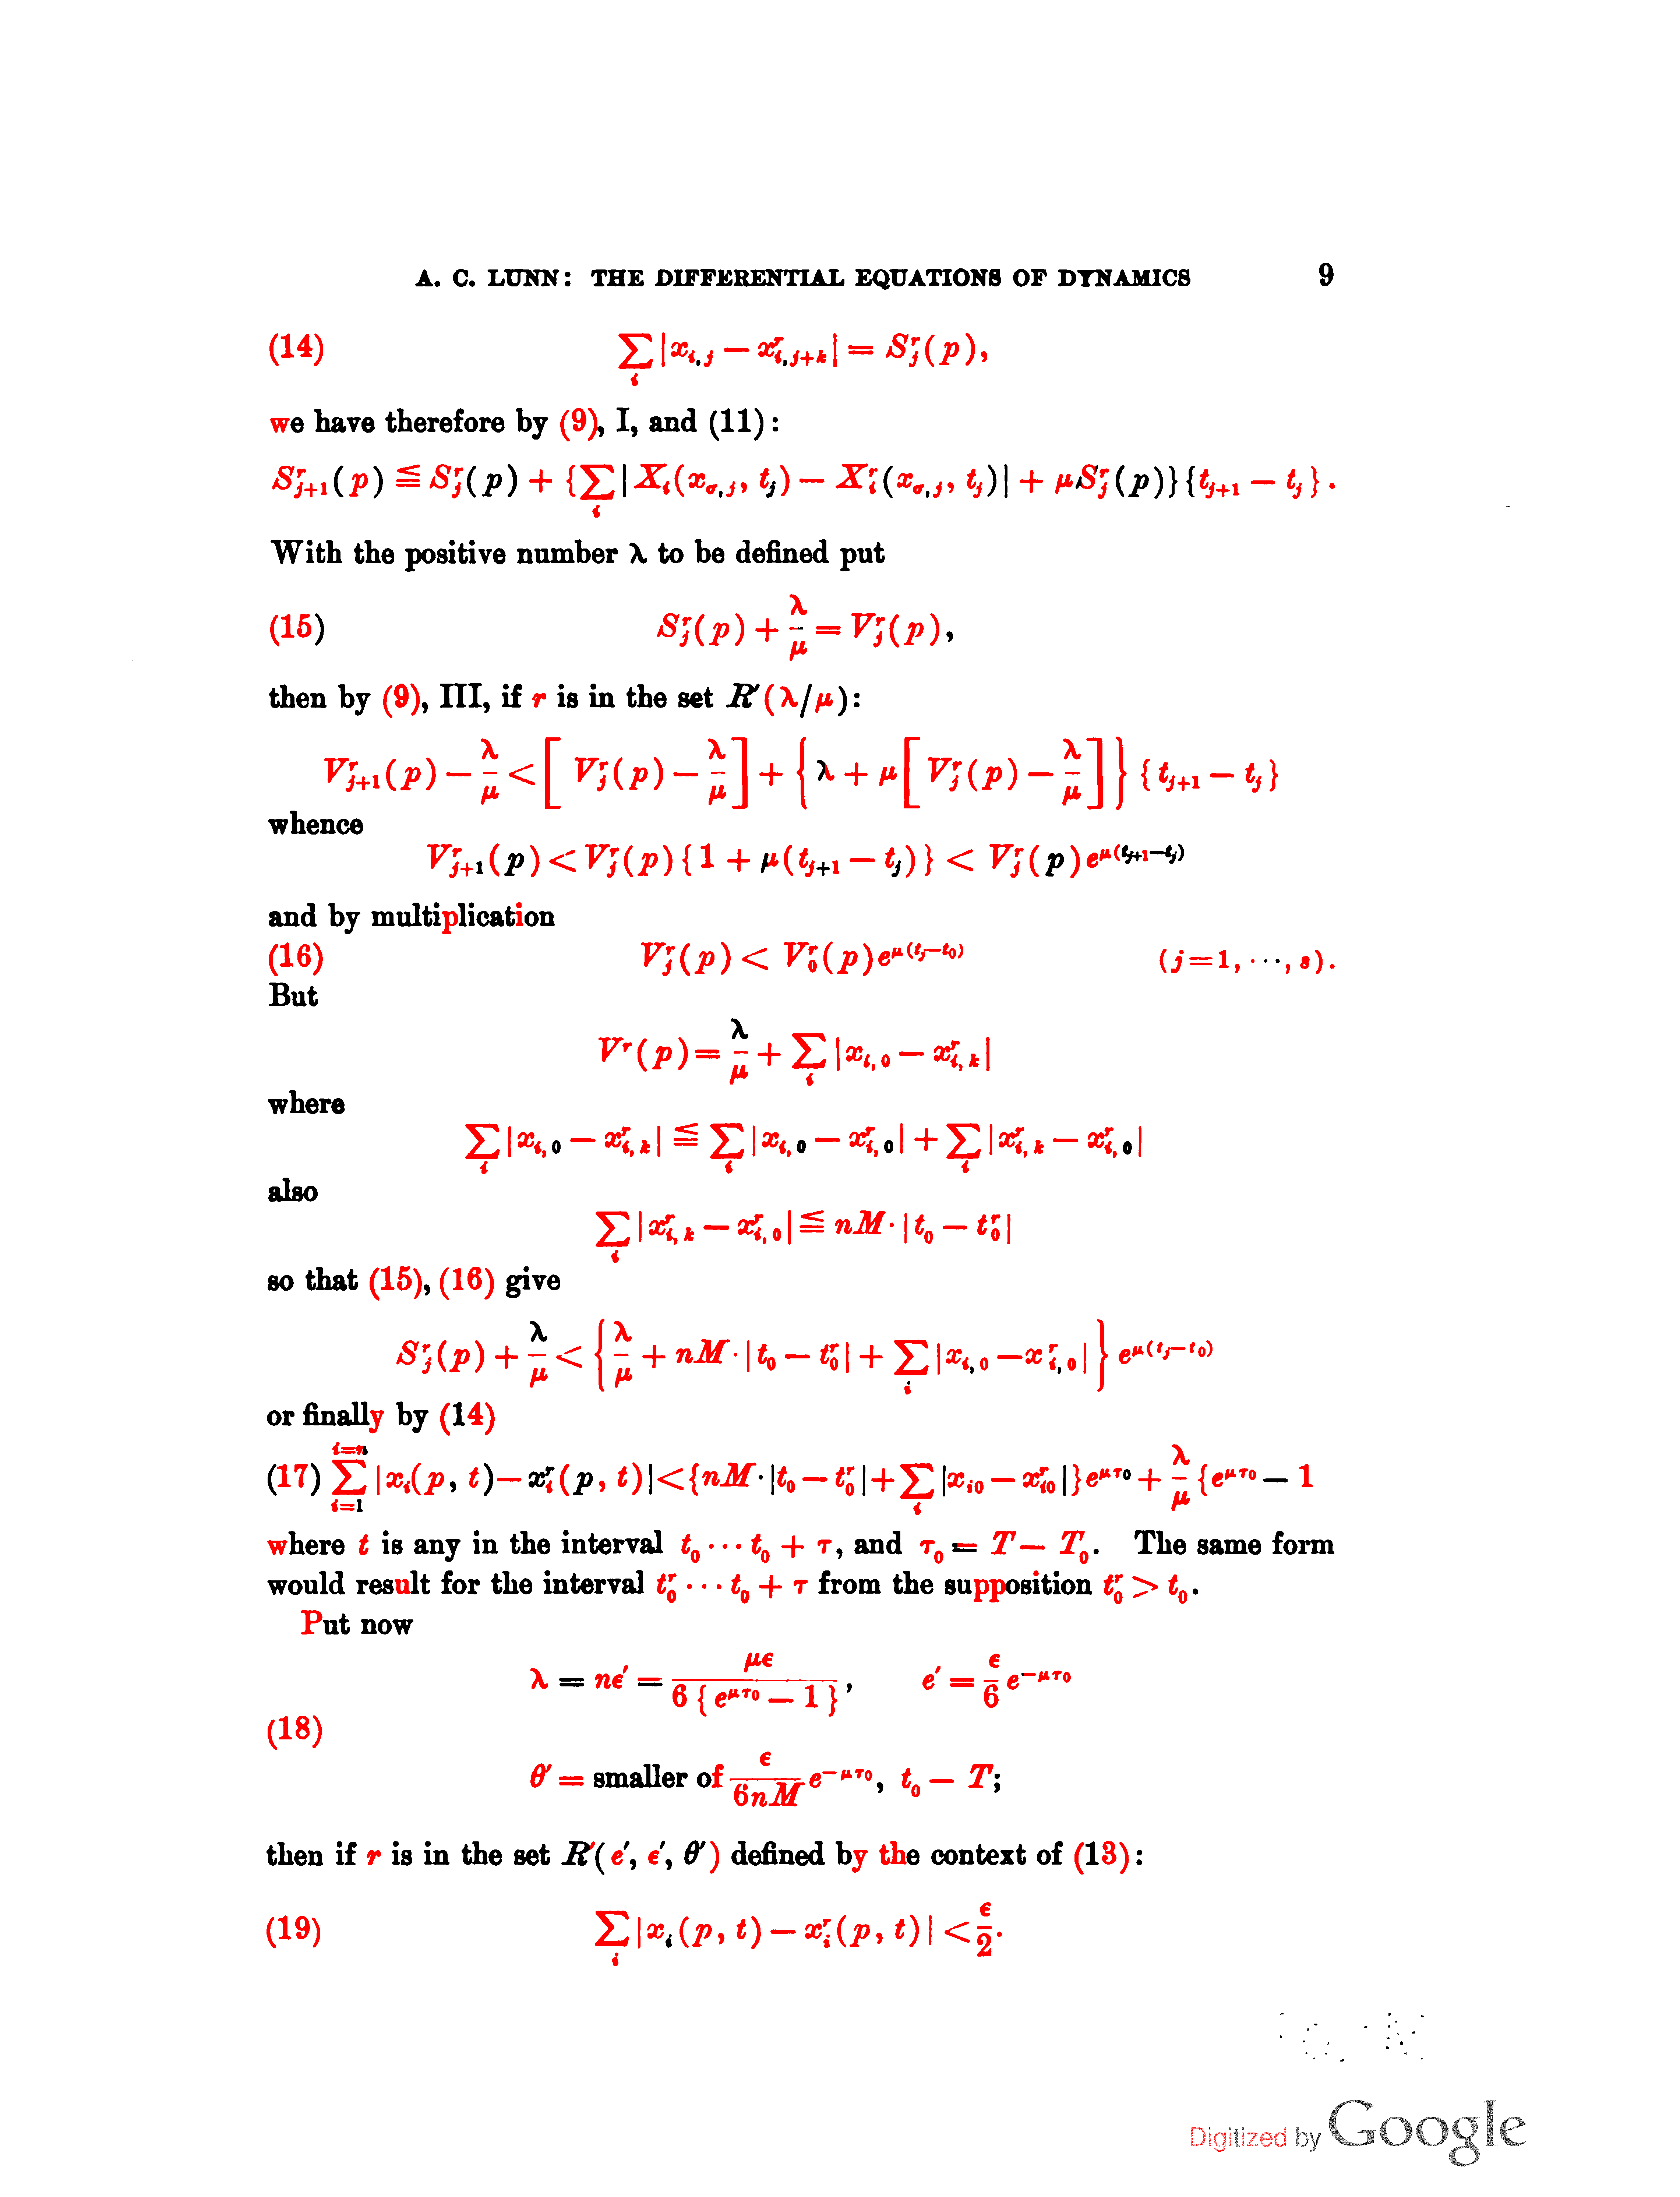 A. C. LUNN: THE DIFFERENTIAL EQUATIONS OF DYNAMICS 9
(14) $\sum_i |x_{i,j} - x^r_{i,j+k}| = S^r_j(p),$
we have therefore by (9), I, and (11):
$S^r_{j+1}(p) \leqq S^r_j(p) + \{\sum_i |X_i(x_{\sigma,j}, t_j) - X^r_i(x_{\sigma,j}, t_j)| + \mu S^r_j(p)\}\{t_{j+1} - t_j\}.$
With the positive number λ to be defined put
(15) $S^r_j(p) + \frac{\lambda}{\mu} = V^r_j(p),$
then by (9), III, if r is in the set R′(λ/μ):
$V^r_{j+1}(p) - \frac{\lambda}{\mu} < \left[ V^r_j(p) - \frac{\lambda}{\mu} \right] + \left\{ \lambda + \mu \left[ V^r_j(p) - \frac{\lambda}{\mu} \right] \right\} \{t_{j+1} - t_j\}$
whence
$V^r_{j+1}(p) < V^r_j(p)\{1 + \mu(t_{j+1} - t_j)\} < V^r_j(p) e^{\mu(t_{j+1} - t_j)}$
and by multiplication
(16) $V^r_j(p) < V^r_0(p) e^{\mu(t_j - t_0)}$ $(j = 1, \cdots, s).$
But
$V^r(p) = \frac{\lambda}{\mu} + \sum_i |x_{i,0} - x^r_{i,k}|$
where
$\sum_i |x_{i,0} - x^r_{i,k}| \leqq \sum_i |x_{i,0} - x^r_{i,0}| + \sum_i |x^r_{i,k} - x^r_{i,0}|$
also
$\sum_i |x^r_{i,k} - x^r_{i,0}| \leqq nM \cdot |t_0 - t^r_0|$
so that (15), (16) give
$S^r_j(p) + \frac{\lambda}{\mu} < \left\{ \frac{\lambda}{\mu} + nM \cdot |t_0 - t^r_0| + \sum_i |x_{i,0} - x^r_{i,0}| \right\} e^{\mu(t_j - t_0)}$
or finally by (14)
(17) $\sum_{i=1}^{i=n} |x_i(p, t) - x^r_i(p, t)| < \{nM \cdot |t_0 - t^r_0| + \sum_i |x_{i0} - x^r_{i0}|\} e^{\mu\tau_0} + \frac{\lambda}{\mu} \{e^{\mu\tau_0} - 1$
where t is any in the interval $t_0 \cdots t_0 + \tau$, and $\tau_0 = T - T_0$. The same form
would result for the interval $t^r_0 \cdots t_0 + \tau$ from the supposition $t^r_0 > t_0$.
Put now
$\lambda = n\epsilon' = \frac{\mu\epsilon}{6\{e^{\mu\tau_0} - 1\}}, \quad e' = \frac{\epsilon}{6} e^{-\mu\tau_0}$
(18)
$\theta' =$ smaller of $\frac{\epsilon}{6nM} e^{-\mu\tau_0}, \; t_0 - T;$
then if r is in the set R′(e′, ε′, θ′) defined by the context of (13):
(19) $\sum_i |x_i(p, t) - x^r_i(p, t)| < \frac{\epsilon}{2}.$
Digitized by Google